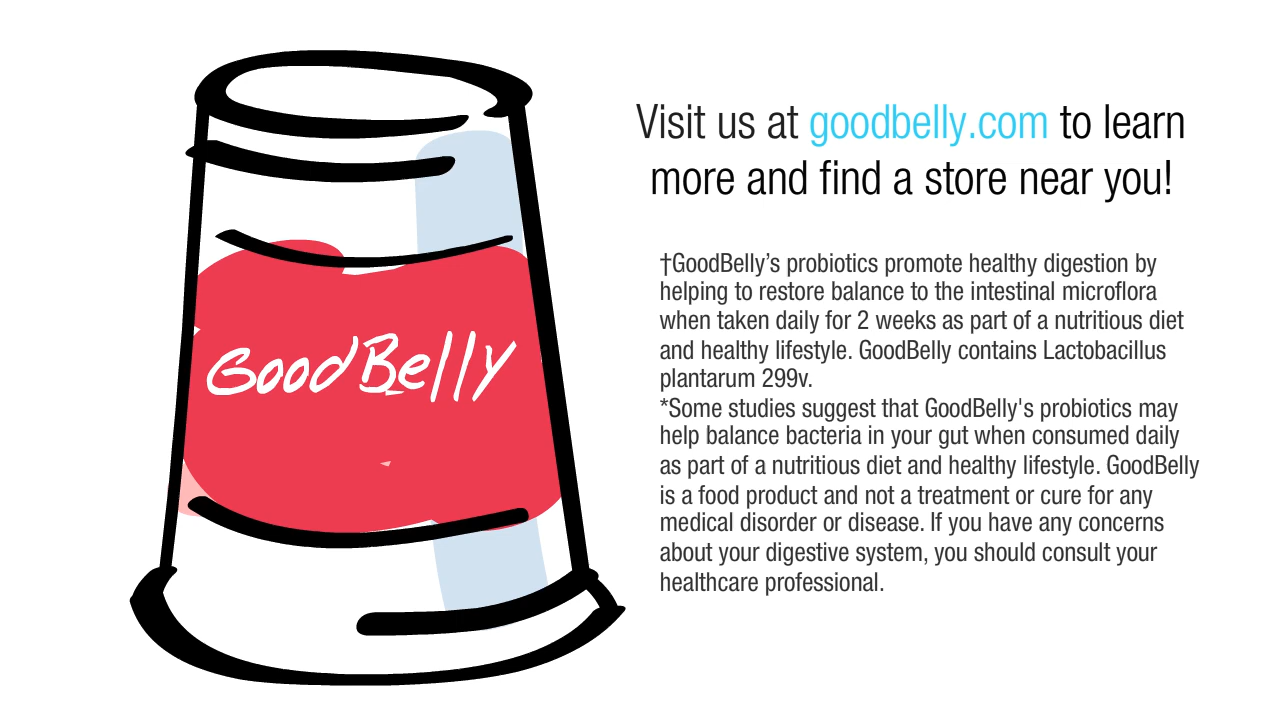 GoodBelly
Visit us at goodbelly.com to learn
more and find a store near you!
†GoodBelly’s probiotics promote healthy digestion by
helping to restore balance to the intestinal microflora
when taken daily for 2 weeks as part of a nutritious diet
and healthy lifestyle. GoodBelly contains Lactobacillus
plantarum 299v.
*Some studies suggest that GoodBelly's probiotics may
help balance bacteria in your gut when consumed daily
as part of a nutritious diet and healthy lifestyle. GoodBelly
is a food product and not a treatment or cure for any
medical disorder or disease. If you have any concerns
about your digestive system, you should consult your
healthcare professional.